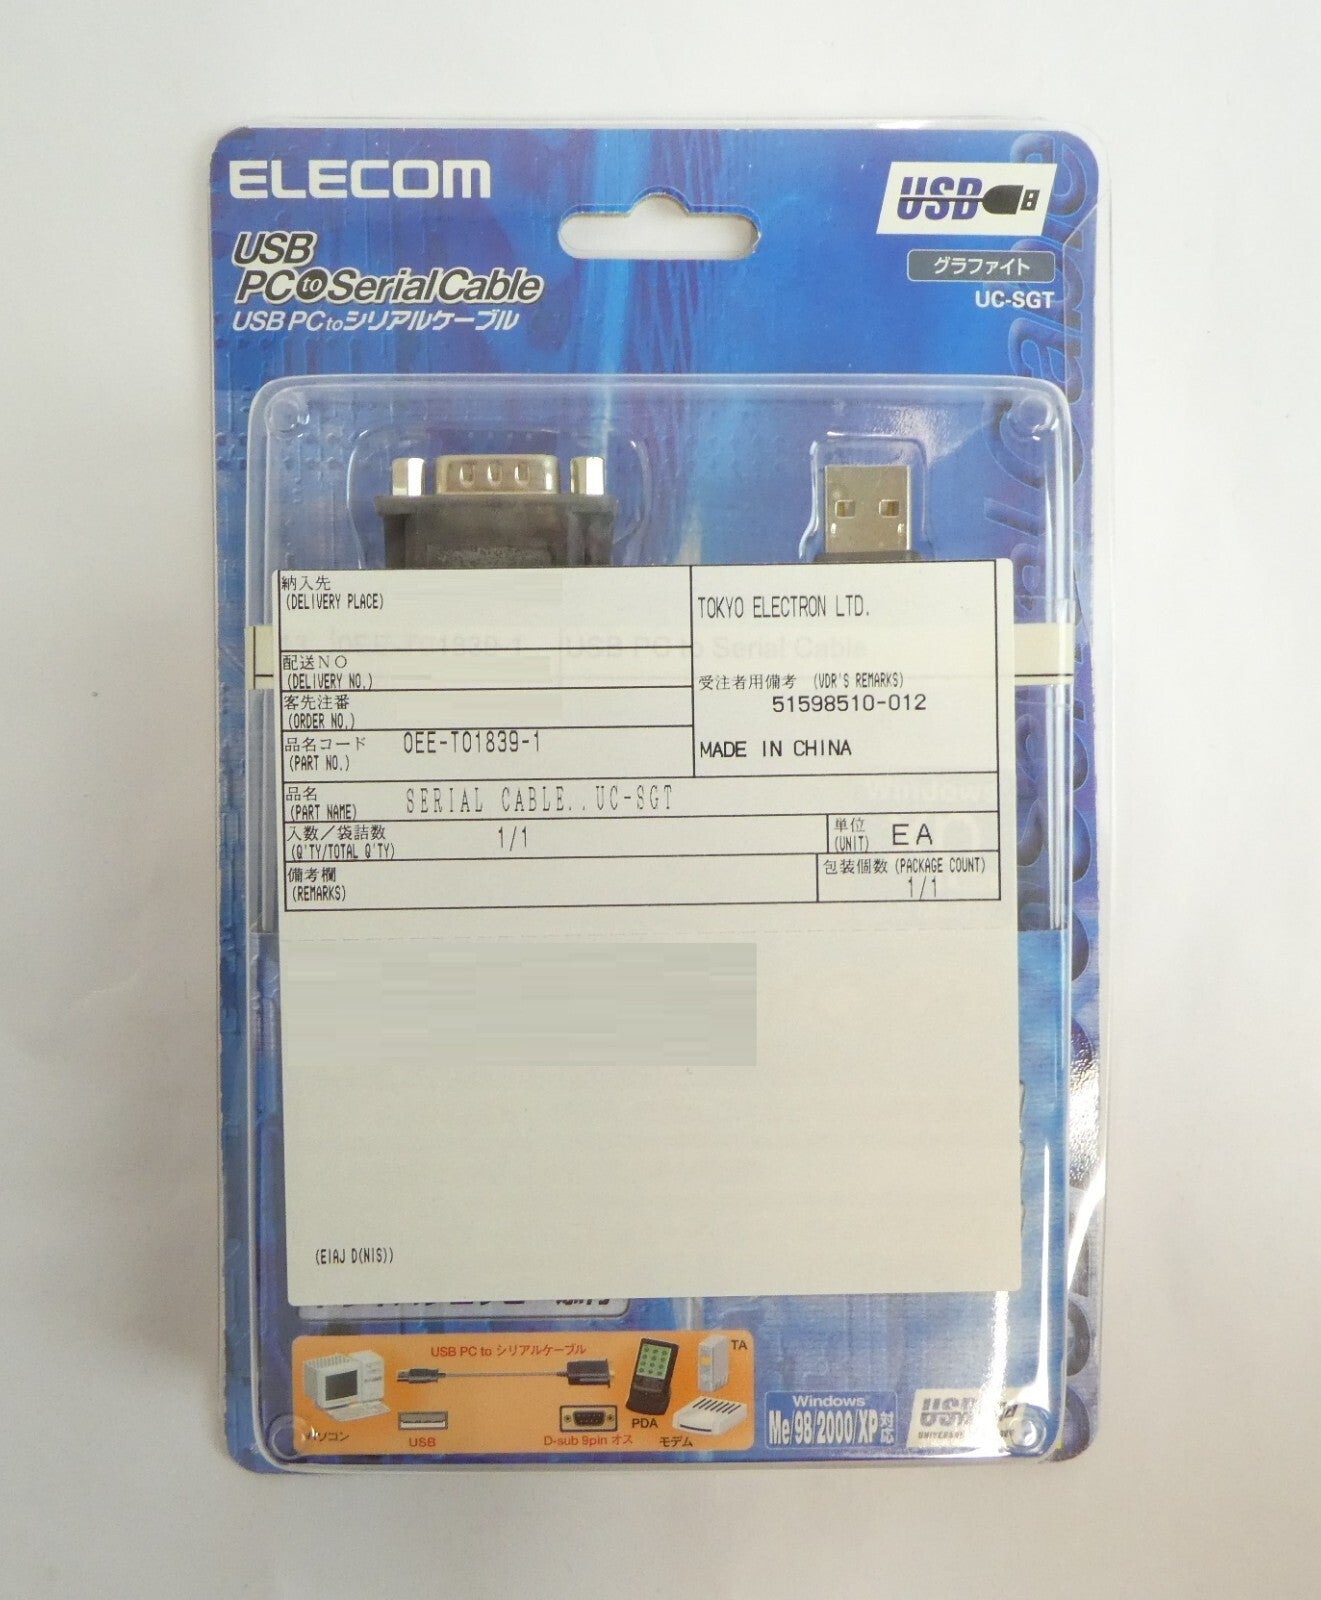 ELECOM
USB
USB
PC to Serial Cable
USB PC to シリアルケーブル
グラファイト
UC-SGT
納入先
(DELIVERY PLACE)
TOKYO ELECTRON LTD.
配送NO
(DELIVERY NO.)
受注者用備考 (VDR'S REMARKS)
51598510-012
客先注番
(ORDER NO.)
品名コード OEE-T01839-1
(PART NO.)
MADE IN CHINA
品名
(PART NAME) SERIAL CABLE..UC-SGT
入数/袋詰数 1/1
(Q'TY/TOTAL Q'TY)
単位
(UNIT) EA
備考欄
(REMARKS)
包装個数 (PACKAGE COUNT)
1/1
(EIAJ D(NIS))
USB PC to シリアルケーブル
TA
PDA
パソコン
USB
D-sub 9pin オス
モデム
Windows
Me/98/2000/XP 対応